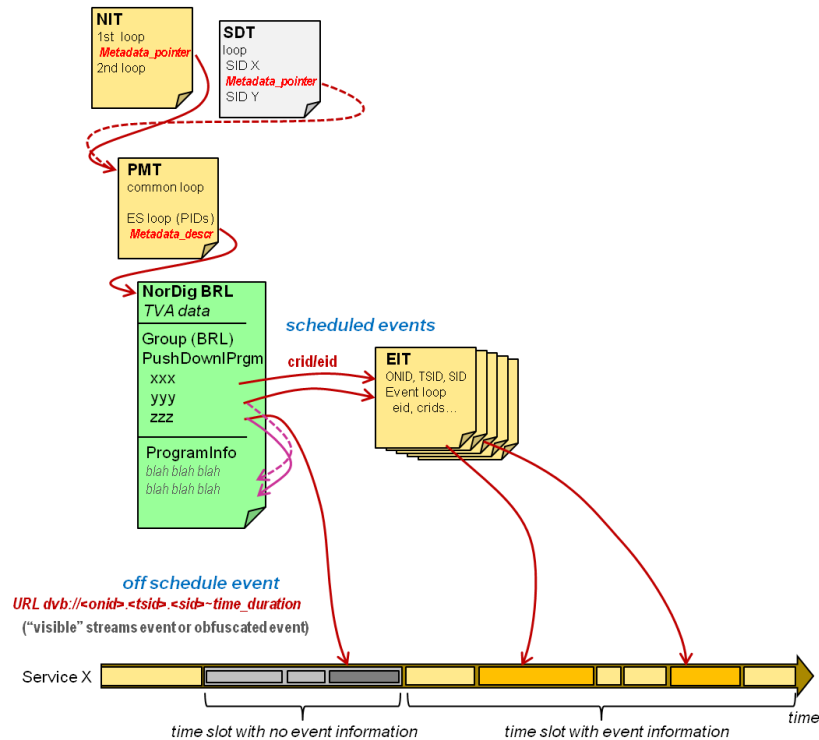 NIT
1st loop
Metadata_pointer
2nd loop
SDT
loop
SID X
Metadata_pointer
SID Y
PMT
common loop
ES loop (PIDs)
Metadata_descr
NorDig BRL
TVA data
Group (BRL)
PushDownlPrgm
xxx
yyy
zzz
ProgramInfo
blah blah blah
blah blah blah
scheduled events
crid/eid
EIT
ONID, TSID, SID
Event loop
eid, crids...
off schedule event
URL dvb://<onid>.<tsid>.<sid>~time_duration
("visible" streams event or obfuscated event)
Service X
time
time slot with no event information
time slot with event information